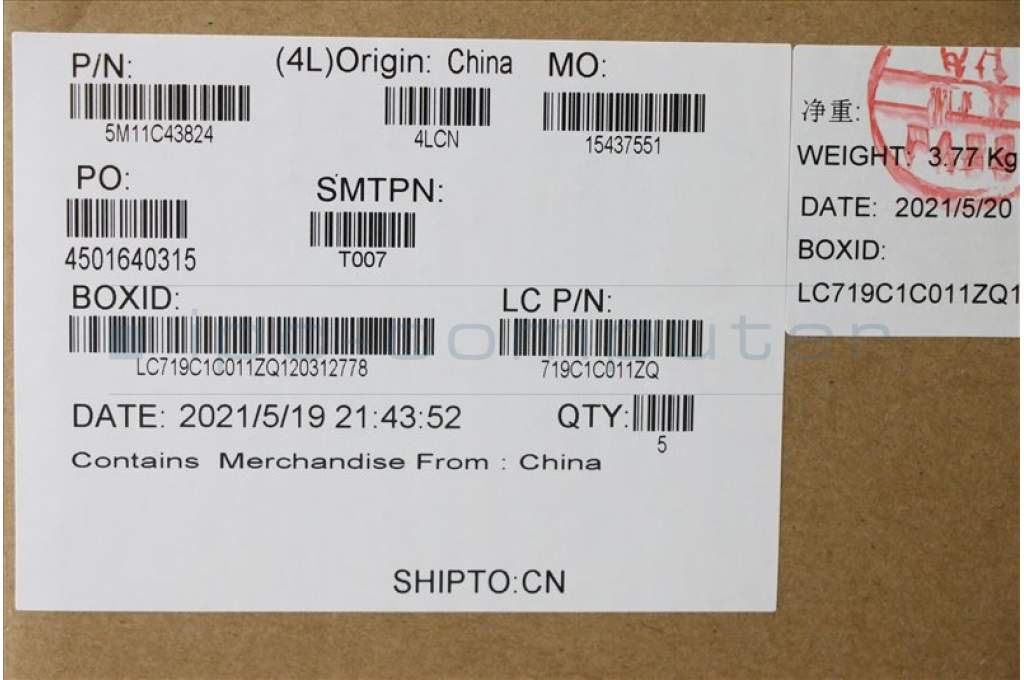 P/N: (4L)Origin: China MO:
5M11C43824 4LCN 15437551
PO: SMTPN:
4501640315 T007
BOXID: LC P/N:
LC719C1C011ZQ120312778 719C1C011ZQ
DATE: 2021/5/19 21:43:52 QTY:
5
Contains Merchandise From : China
SHIPTO:CN
净重:
WEIGHT: 3.77 Kg
DATE: 2021/5/20
BOXID:
LC719C1C011ZQ1
computer